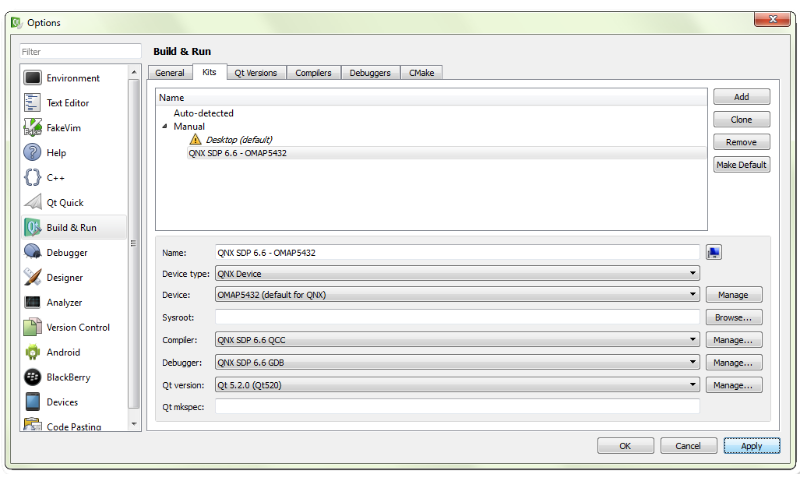 Options
Filter
Environment
Text Editor
FakeVim
Help
C++
Qt Quick
Build & Run
Debugger
Designer
Analyzer
Version Control
Android
BlackBerry
Devices
Code Pasting
Build & Run
General Kits Qt Versions Compilers Debuggers CMake
Name
Auto-detected
Manual
Desktop (default)
QNX SDP 6.6 - OMAP5432
Add
Clone
Remove
Make Default
Name: QNX SDP 6.6 - OMAP5432
Device type: QNX Device
Device: OMAP5432 (default for QNX) Manage
Sysroot: Browse...
Compiler: QNX SDP 6.6 QCC Manage...
Debugger: QNX SDP 6.6 GDB Manage...
Qt version: Qt 5.2.0 (Qt520) Manage...
Qt mkspec:
OK Cancel Apply